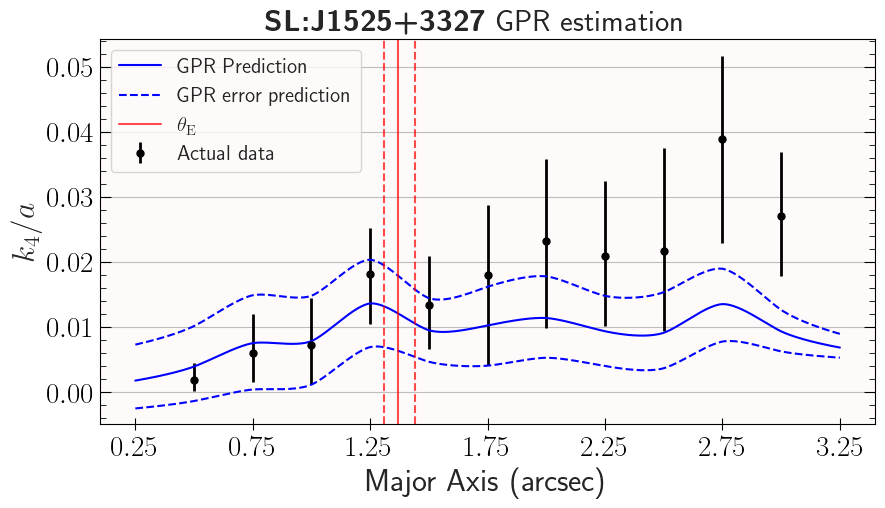 SL:J1525+3327 GPR estimation
GPR Prediction
GPR error prediction
θ_E
Actual data
k_4/a
0.05
0.04
0.03
0.02
0.01
0.00
0.25 0.75 1.25 1.75 2.25 2.75 3.25
Major Axis (arcsec)